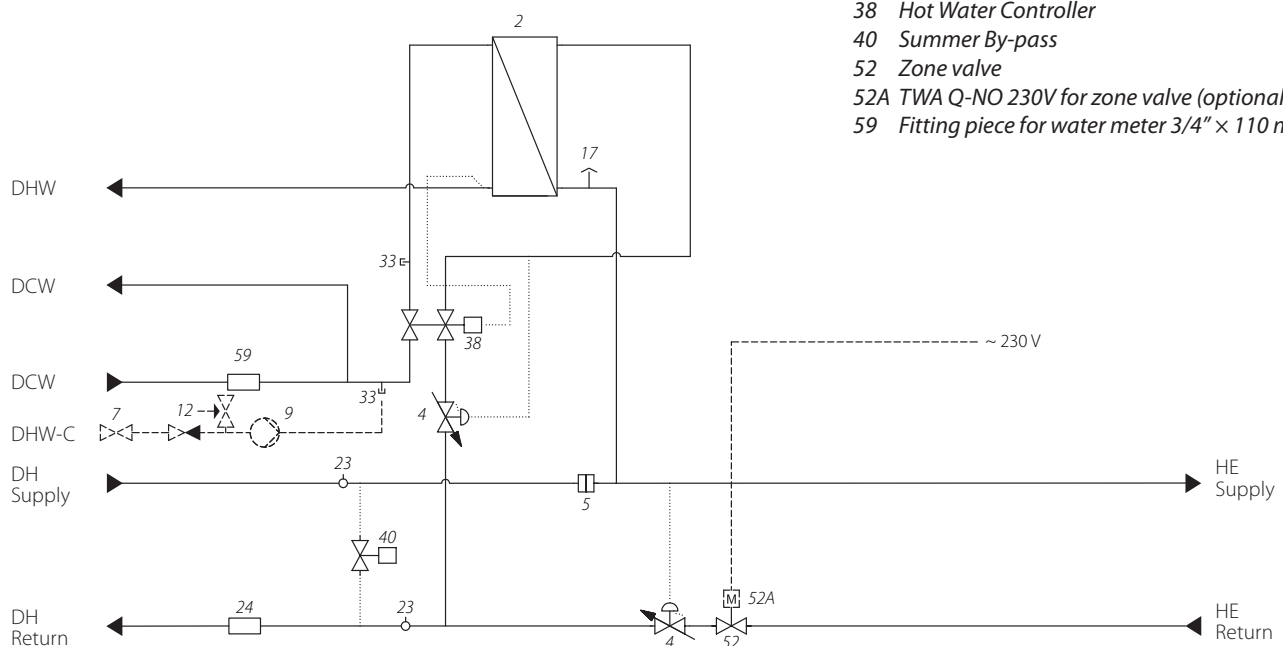 38 Hot Water Controller
40 Summer By-pass
52 Zone valve
52A TWA Q-NO 230V for zone valve (optional
59 Fitting piece for water meter 3/4" × 110 m
2
17
DHW
33
DCW
38
~ 230 V
59
DCW
33
7
12
9
4
DHW-C
23
DH
Supply
5
HE
Supply
40
24
23
M
52A
DH
Return
4
52
HE
Return